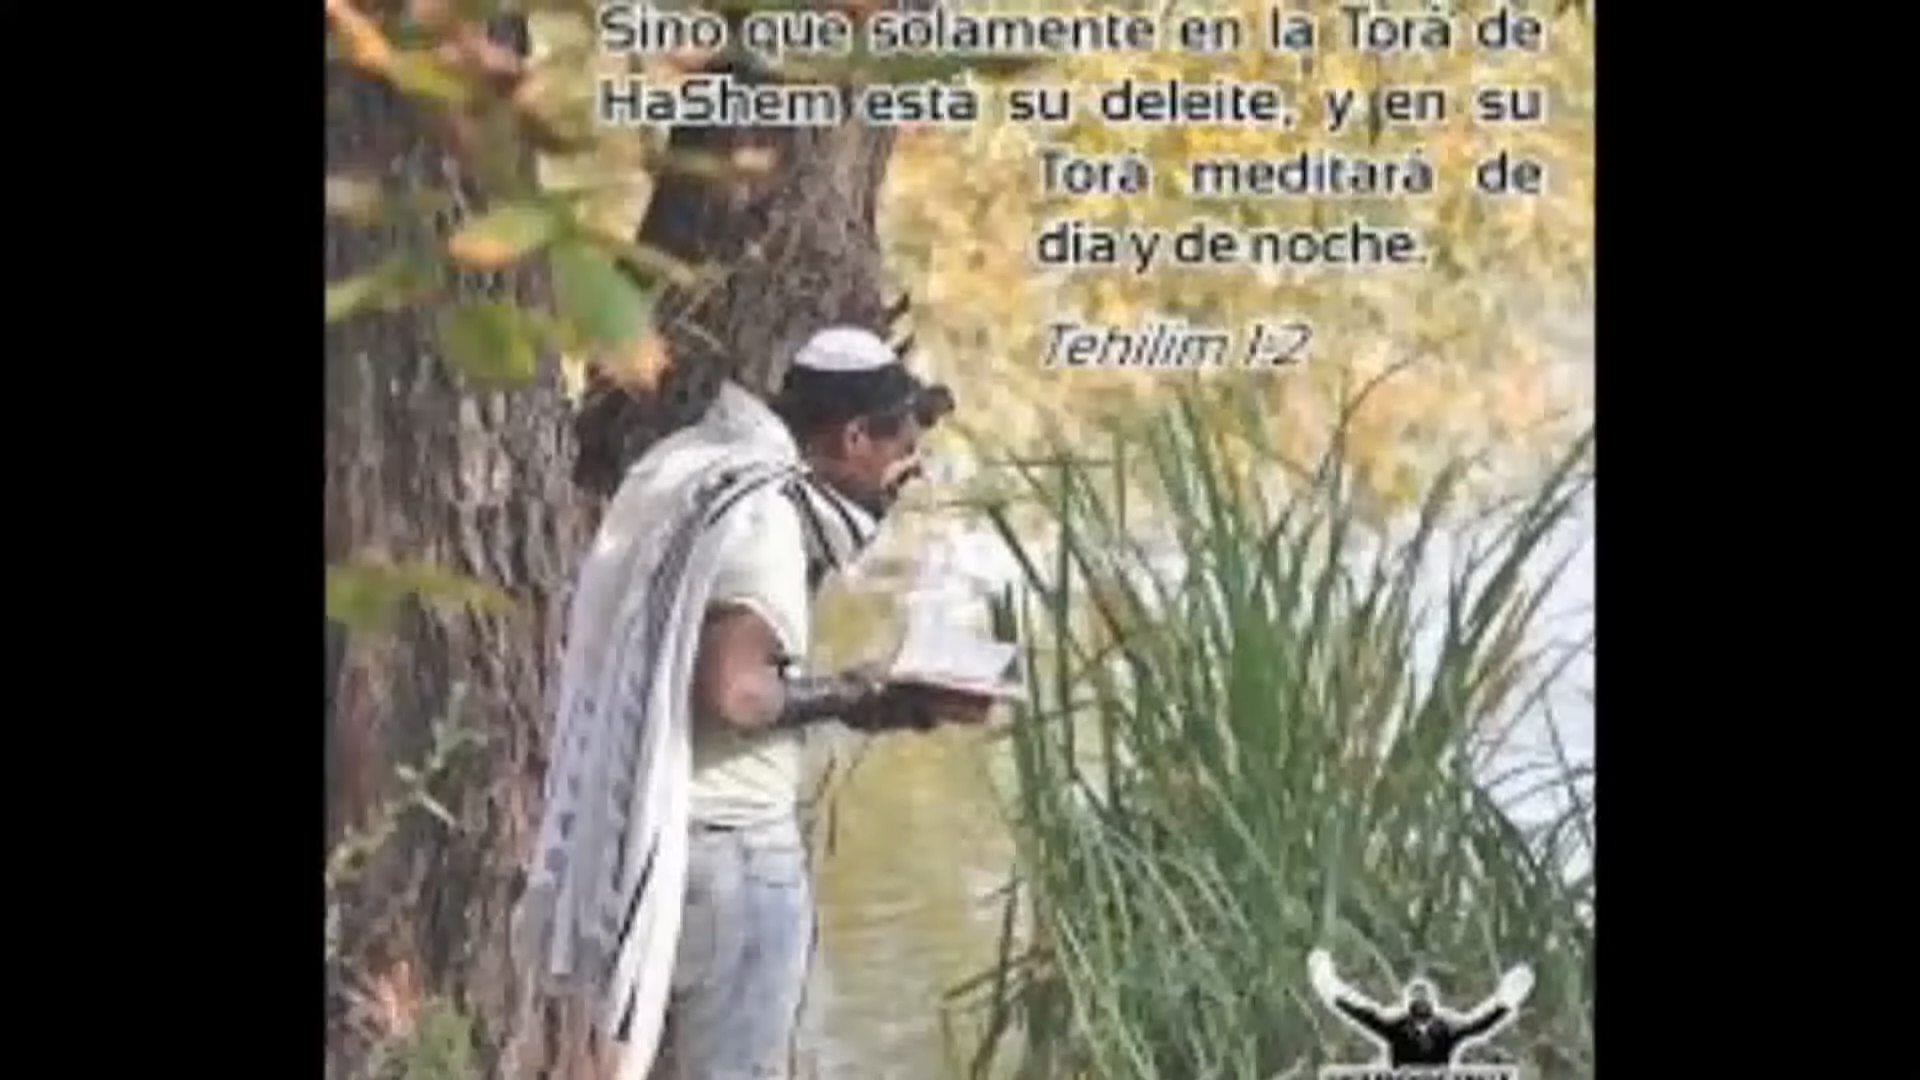 Sino que solamente en la Torá de
HaShem está su deleite, y en su
Torá meditará de
día y de noche.
Tehilim 1:2